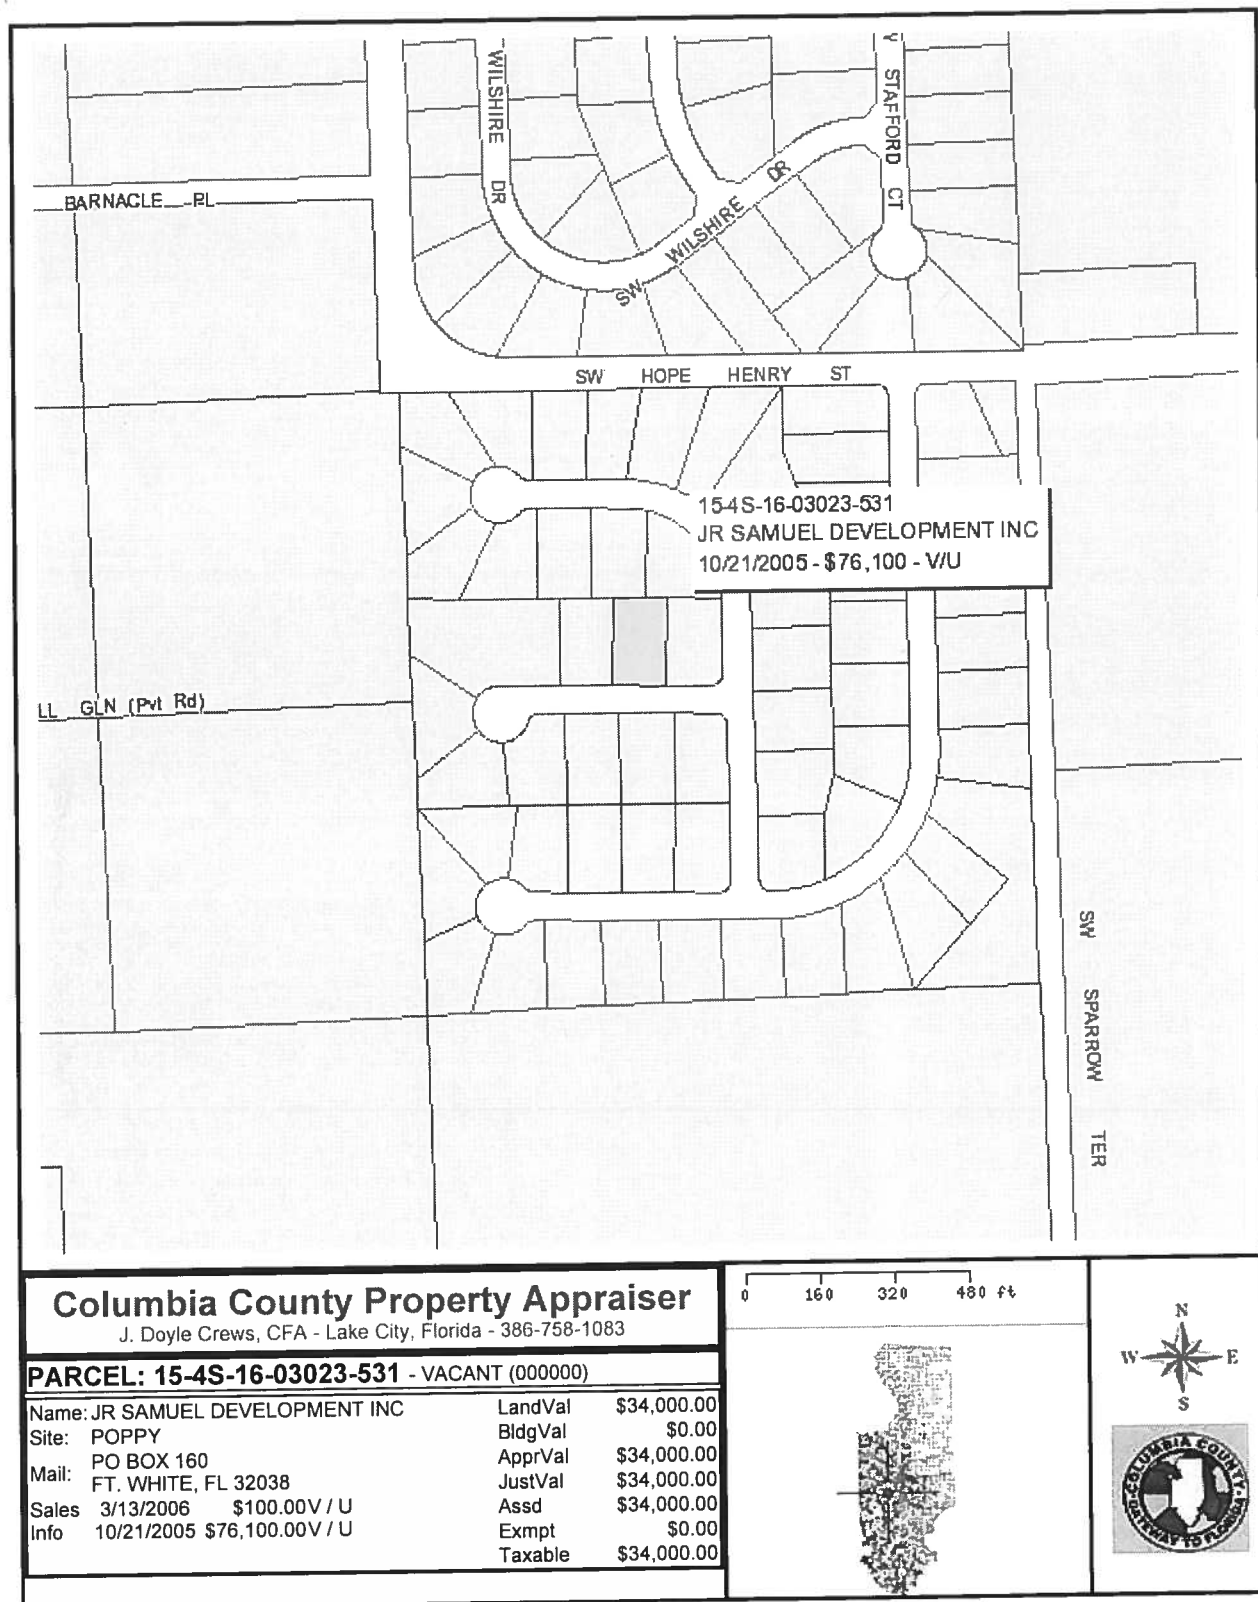 WILSHIRE DR
Y STAFFORD CT
BARNACLE PL
SW WILSHIRE DR
SW HOPE HENRY ST
15-4S-16-03023-531
JR SAMUEL DEVELOPMENT INC
10/21/2005 - $76,100 - V/U
LL GLN (Pvt Rd)
SW SPARROW TER
Columbia County Property Appraiser
J. Doyle Crews, CFA - Lake City, Florida - 386-758-1083
PARCEL: 15-4S-16-03023-531 - VACANT (000000)
Name: JR SAMUEL DEVELOPMENT INC
Site: POPPY
Mail: PO BOX 160
FT. WHITE, FL 32038
Sales 3/13/2006 $100.00V / U
Info 10/21/2005 $76,100.00V / U
LandVal $34,000.00
BldgVal $0.00
ApprVal $34,000.00
JustVal $34,000.00
Assd $34,000.00
Exmpt $0.00
Taxable $34,000.00
0 160 320 480 ft
N
W E
S
COLUMBIA COUNTY
GATEWAY TO FLORIDA